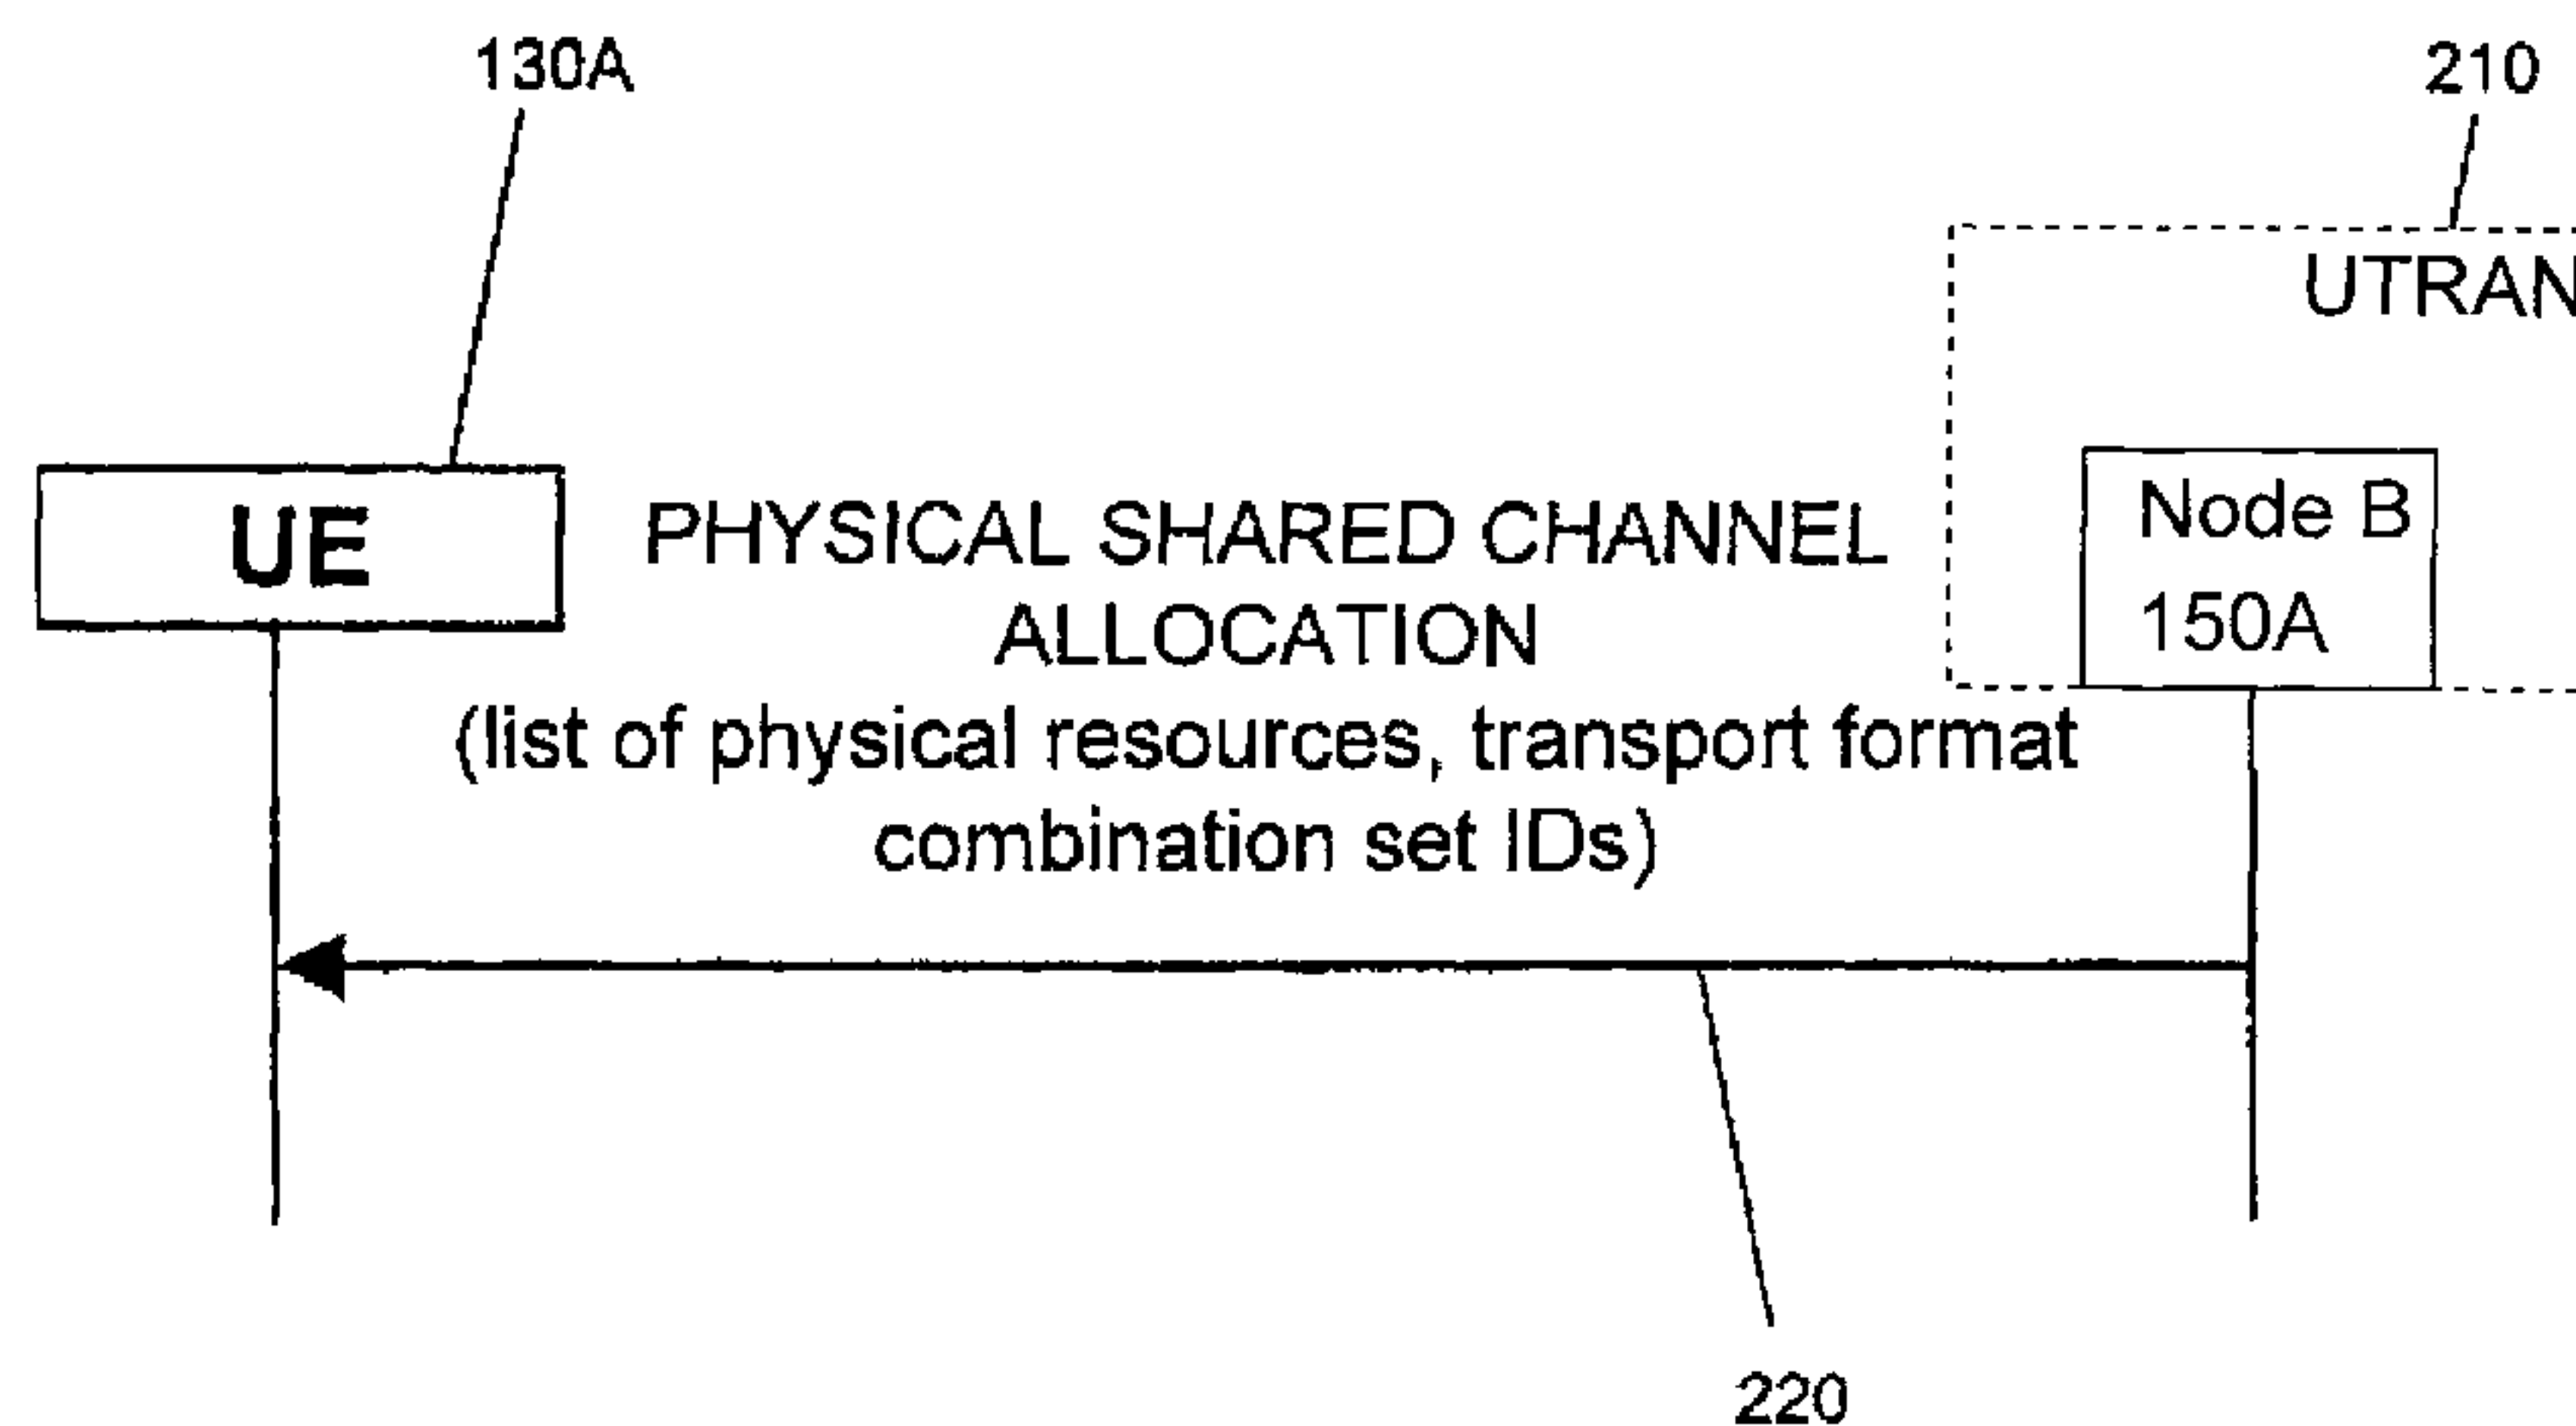 130A
210
UTRAN
UE
PHYSICAL SHARED CHANNEL
ALLOCATION
(list of physical resources, transport format
combination set IDs)
Node B
150A
220